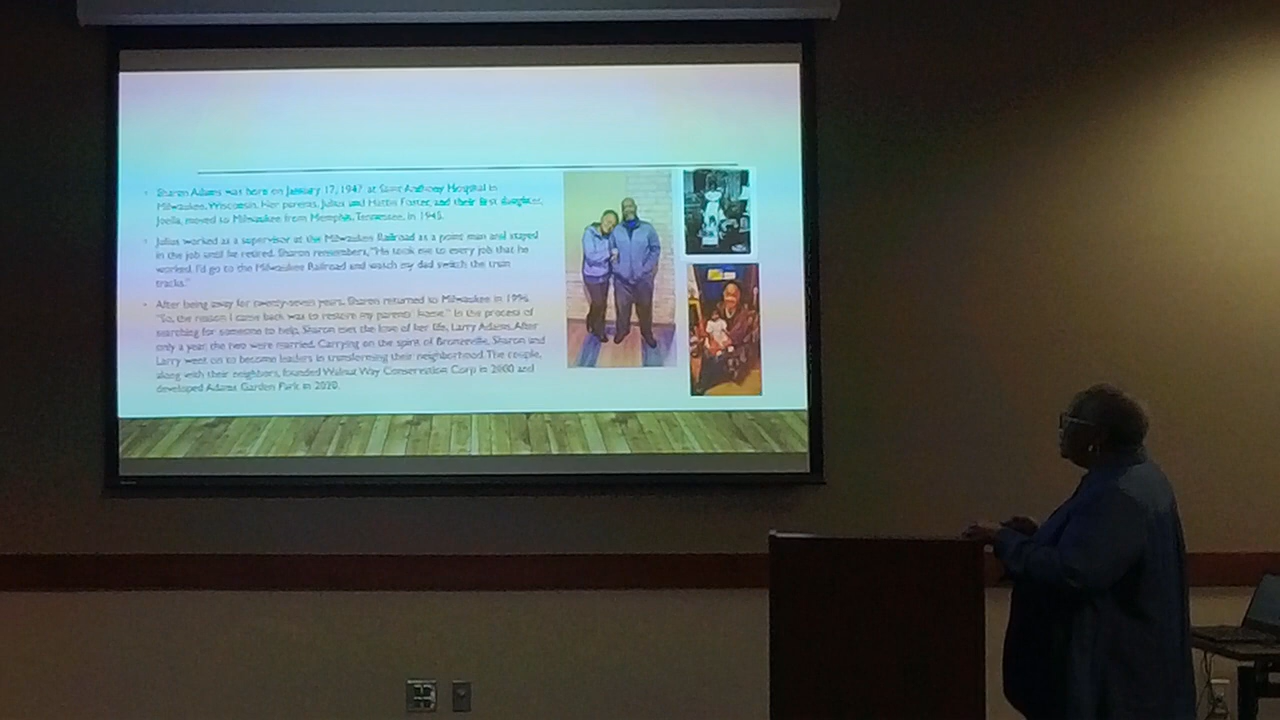 Sharon Adams was born on January 17, 1947 at Saint Anthony Hospital in
Milwaukee, Wisconsin. Her parents, Julius and Hattie Foster, and their first daughter,
Joella, moved to Milwaukee from Memphis, Tennessee, in 1945.
Julius worked as a supervisor at the Milwaukee Railroad as a point man and stayed
in the job until he retired. Sharon remembers, "He took me to every job that he
worked. I'd go to the Milwaukee Railroad and watch my dad switch the train
tracks."
After being away for twenty-seven years, Sharon returned to Milwaukee in
"So, the reason I came back was to restore my parents' home." In the process of
searching for someone to help, Sharon met the love of her life, Larry Adams. After
only a year, the two were married. Carrying on the spirit of Bronzeville, Sharon and
Larry went on to become leaders in transforming their neighborhood. The couple,
along with their neighbors, founded Walnut Way Conservation Corp in 2000 and
developed Adams Garden Park in 2020.